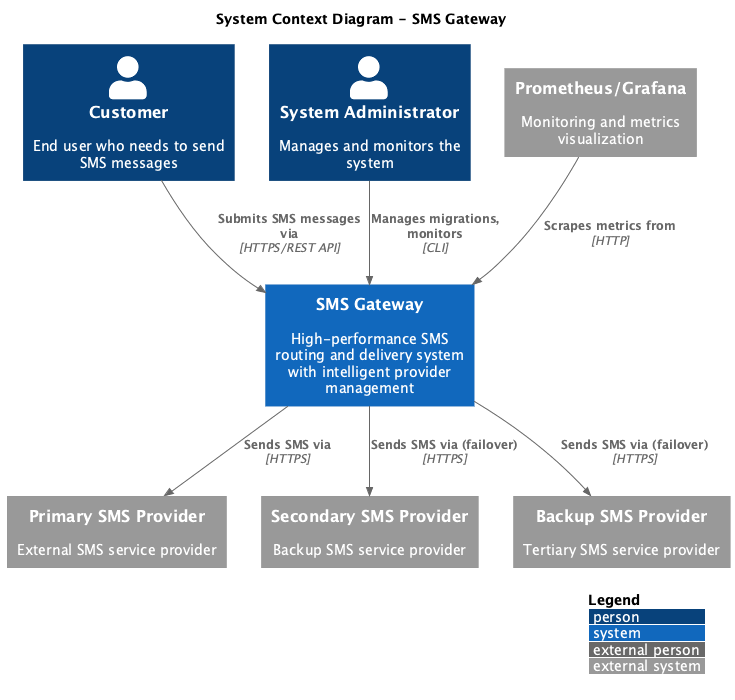 System Context Diagram - SMS Gateway
Customer
End user who needs to send
SMS messages
System Administrator
Manages and monitors the
system
Prometheus/Grafana
Monitoring and metrics
visualization
Submits SMS messages
via
[HTTPS/REST API]
Manages migrations,
monitors
[CLI]
Scrapes metrics from
[HTTP]
SMS Gateway
High-performance SMS
routing and delivery system
with intelligent provider
management
Sends SMS via
[HTTPS]
Sends SMS via (failover)
[HTTPS]
Sends SMS via (failover)
[HTTPS]
Primary SMS Provider
External SMS service provider
Secondary SMS Provider
Backup SMS service provider
Backup SMS Provider
Tertiary SMS service provider
Legend
person
system
external person
external system